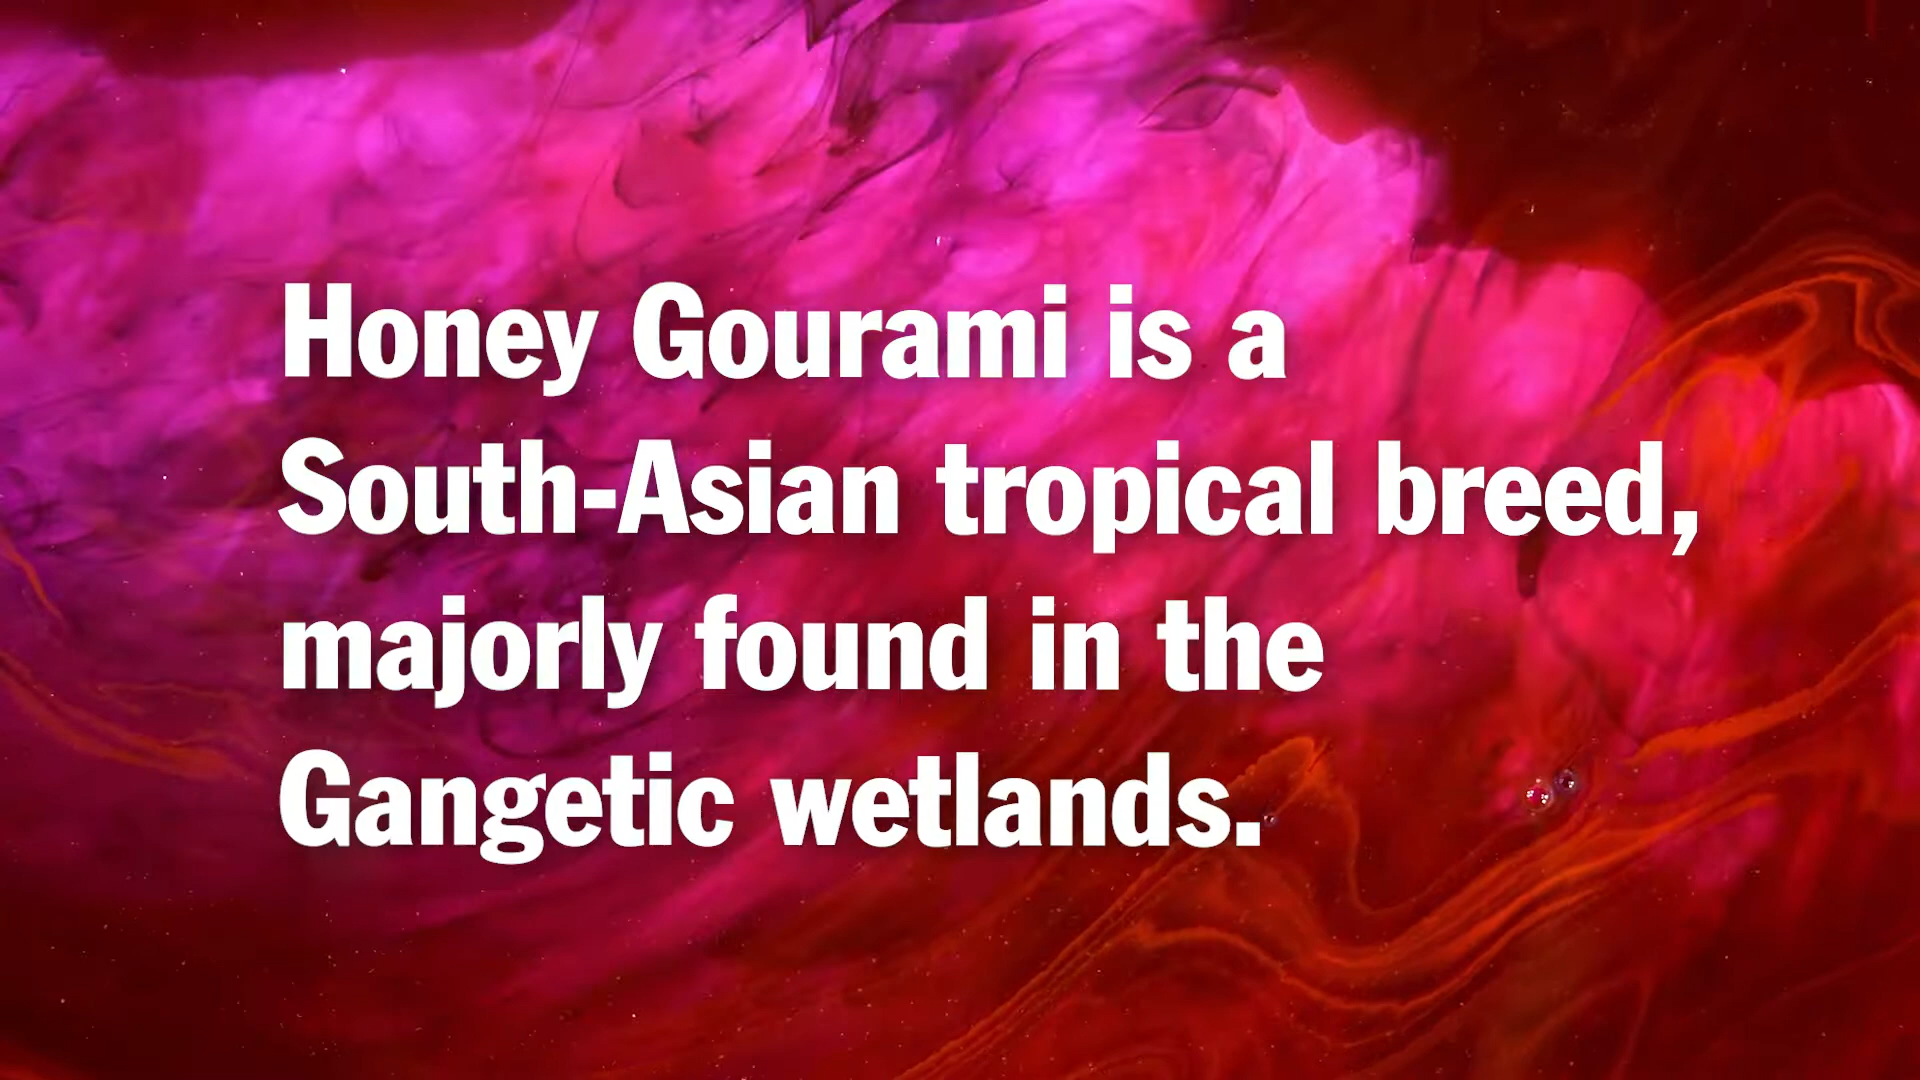 Honey Gourami is a
South-Asian tropical breed,
majorly found in the
Gangetic wetlands.